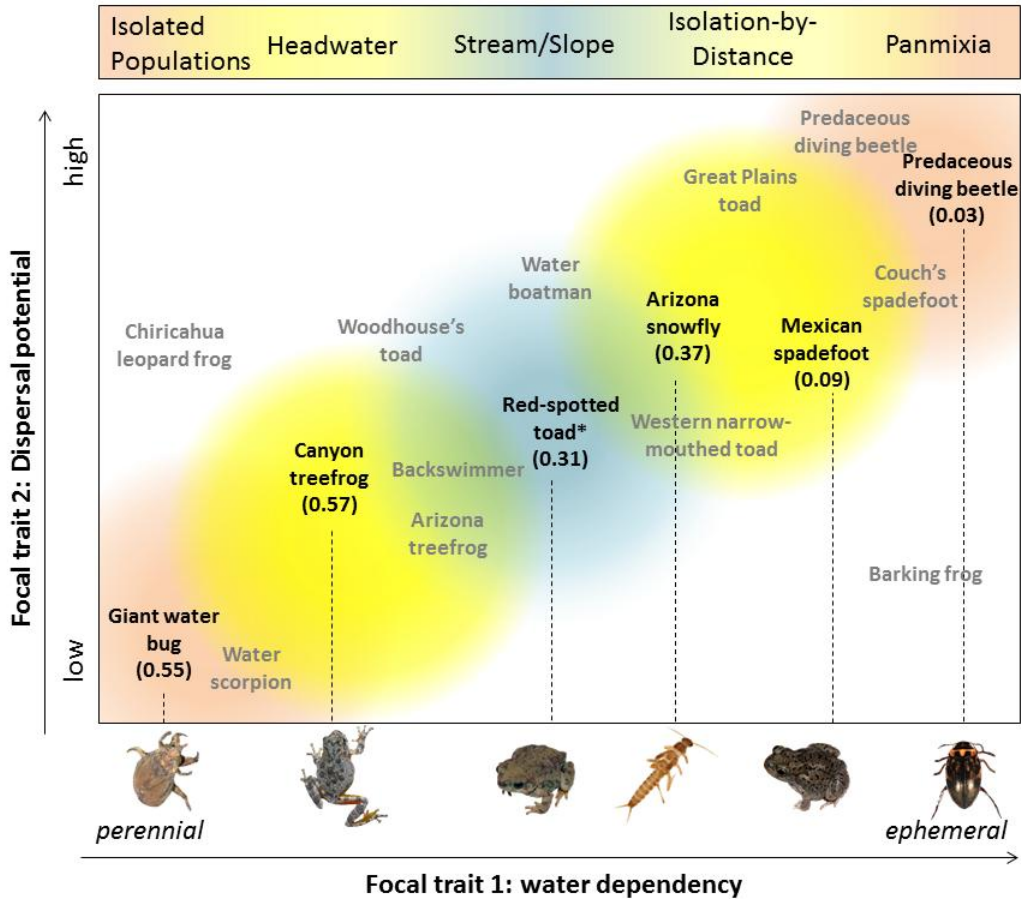 Isolated
Populations
Headwater
Stream/Slope
Isolation-by-
Distance
Panmixia
Focal trait 2: Dispersal potential
high
low
Predaceous
diving beetle
Predaceous
diving beetle
(0.03)
Great Plains
toad
Water
boatman
Couch's
spadefoot
Arizona
snowfly
(0.37)
Mexican
spadefoot
(0.09)
Chiricahua
leopard frog
Woodhouse's
toad
Red-spotted
toad*
(0.31)
Western narrow-
mouthed toad
Canyon
treefrog
(0.57)
Backswimmer
Arizona
treefrog
Barking frog
Giant water
bug
(0.55)
Water
scorpion
perennial
ephemeral
Focal trait 1: water dependency